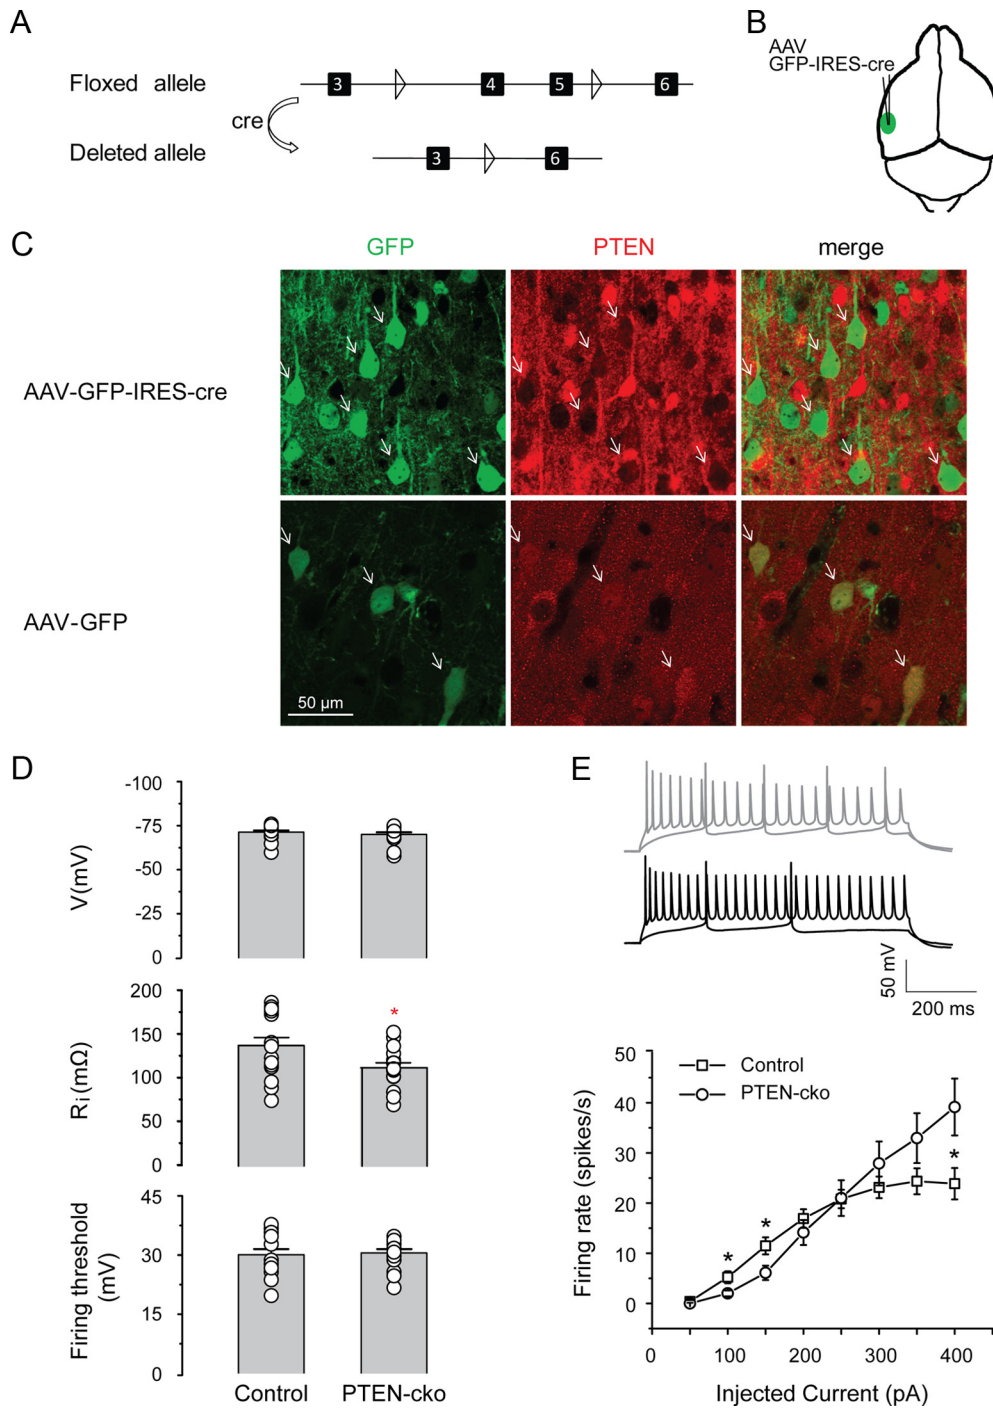 A
B
AAV
GFP-IRES-cre
Floxed allele
3
4
5
6
cre
Deleted allele
3
6
C
GFP
PTEN
merge
AAV-GFP-IRES-cre
AAV-GFP
50 µm
D
-100
-75
-50
-25
0
V(mV)
200
150
100
50
0
Ri(mΩ)
*
45
30
15
0
Firing threshold
(mV)
Control
PTEN-cko
E
50 mV
200 ms
50
40
30
20
10
0
Firing rate (spikes/s)
Control
PTEN-cko
*
*
*
0
100
200
300
400
Injected Current (pA)